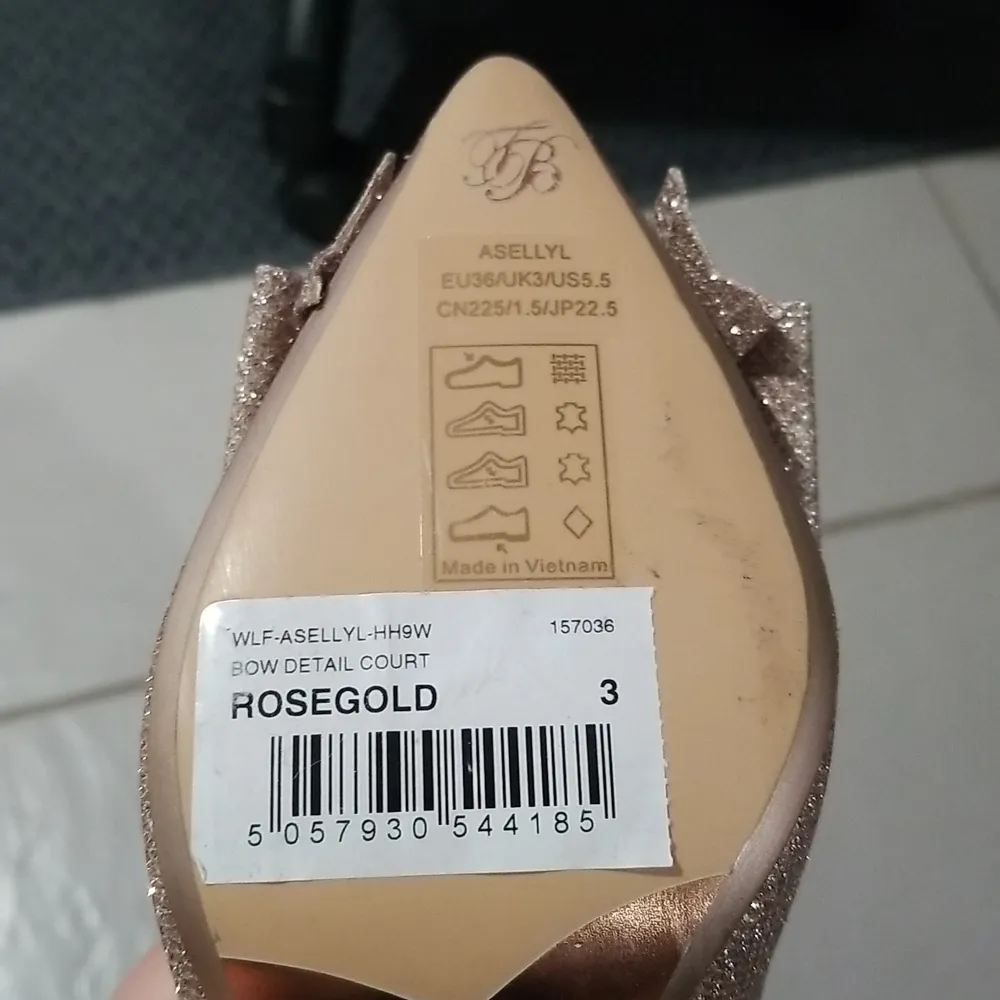 TB
ASELLYL
EU36/UK3/US5.5
CN225/1.5/JP22.5
Made in Vietnam
WLF-ASELLYL-HH9W 157036
BOW DETAIL COURT
ROSEGOLD 3
5 057930 544185